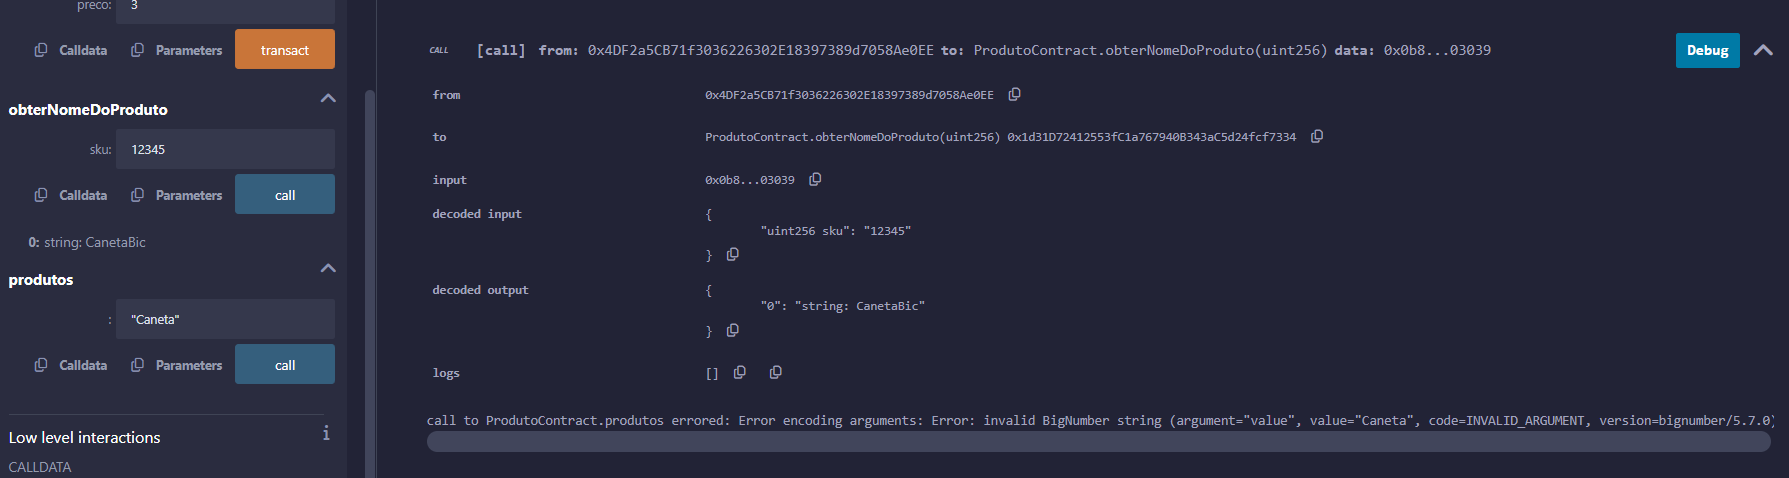 preco: 3
Calldata Parameters transact
obterNomeDoProduto
sku: 12345
Calldata Parameters call
0: string: CanetaBic
produtos
: "Caneta"
Calldata Parameters call
Low level interactions i
CALLDATA
CALL [call] from: 0x4DF2a5CB71f3036226302E18397389d7058Ae0EE to: ProdutoContract.obterNomeDoProduto(uint256) data: 0x0b8...03039 Debug
from 0x4DF2a5CB71f3036226302E18397389d7058Ae0EE
to ProdutoContract.obterNomeDoProduto(uint256) 0x1d31D72412553fC1a767940B343aC5d24fcf7334
input 0x0b8...03039
decoded input {
"uint256 sku": "12345"
}
decoded output {
"0": "string: CanetaBic"
}
logs []
call to ProdutoContract.produtos errored: Error encoding arguments: Error: invalid BigNumber string (argument="value", value="Caneta", code=INVALID_ARGUMENT, version=bignumber/5.7.0)